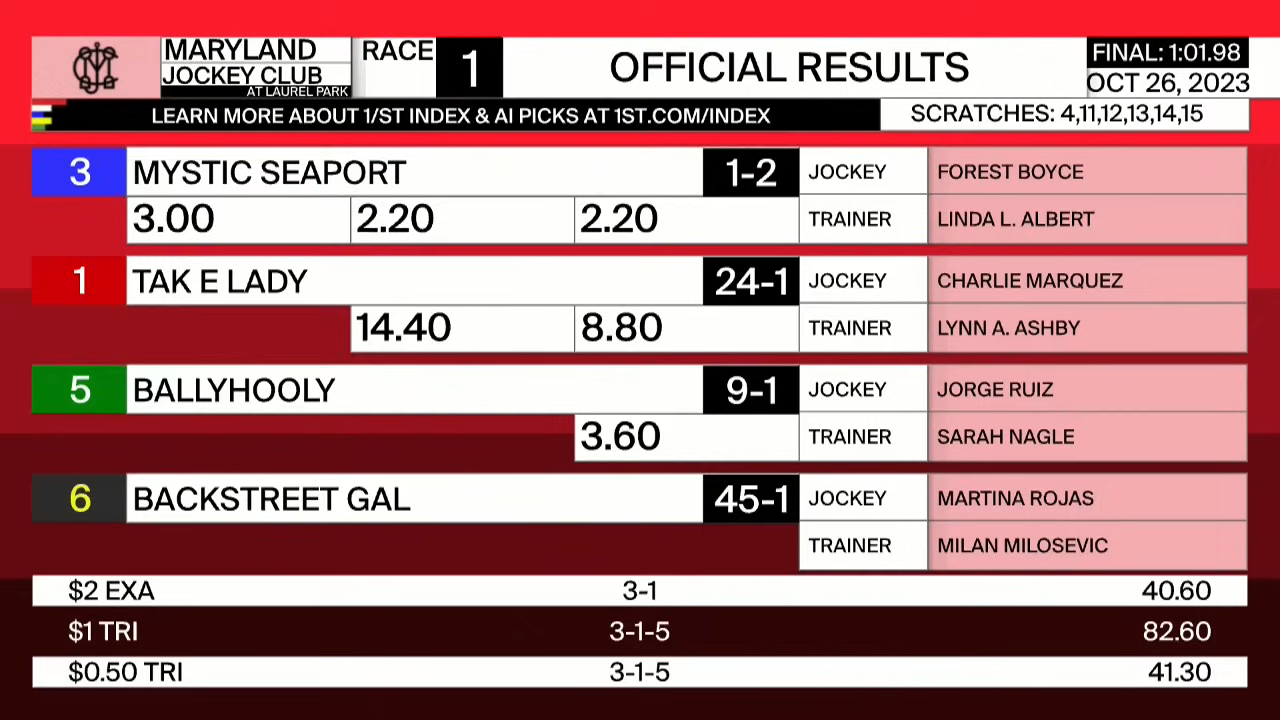 MARYLAND
JOCKEY CLUB
AT LAUREL PARK
RACE 1
OFFICIAL RESULTS
FINAL: 1:01.98
OCT 26, 2023
LEARN MORE ABOUT 1/ST INDEX & AI PICKS AT 1ST.COM/INDEX
SCRATCHES: 4,11,12,13,14,15
3 MYSTIC SEAPORT 1-2 JOCKEY FOREST BOYCE
3.00 2.20 2.20 TRAINER LINDA L. ALBERT
1 TAK E LADY 24-1 JOCKEY CHARLIE MARQUEZ
14.40 8.80 TRAINER LYNN A. ASHBY
5 BALLYHOOLY 9-1 JOCKEY JORGE RUIZ
3.60 TRAINER SARAH NAGLE
6 BACKSTREET GAL 45-1 JOCKEY MARTINA ROJAS
TRAINER MILAN MILOSEVIC
$2 EXA 3-1 40.60
$1 TRI 3-1-5 82.60
$0.50 TRI 3-1-5 41.30